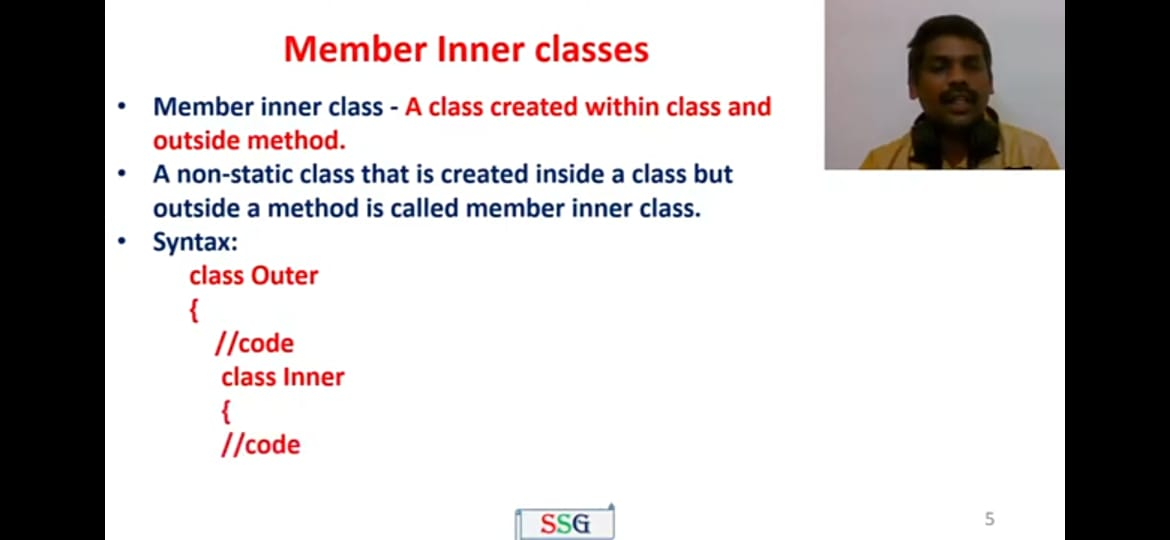 Member Inner classes
• Member inner class - A class created within class and
outside method.
• A non-static class that is created inside a class but
outside a method is called member inner class.
• Syntax:
class Outer
{
//code
class Inner
{
//code
SSG
5